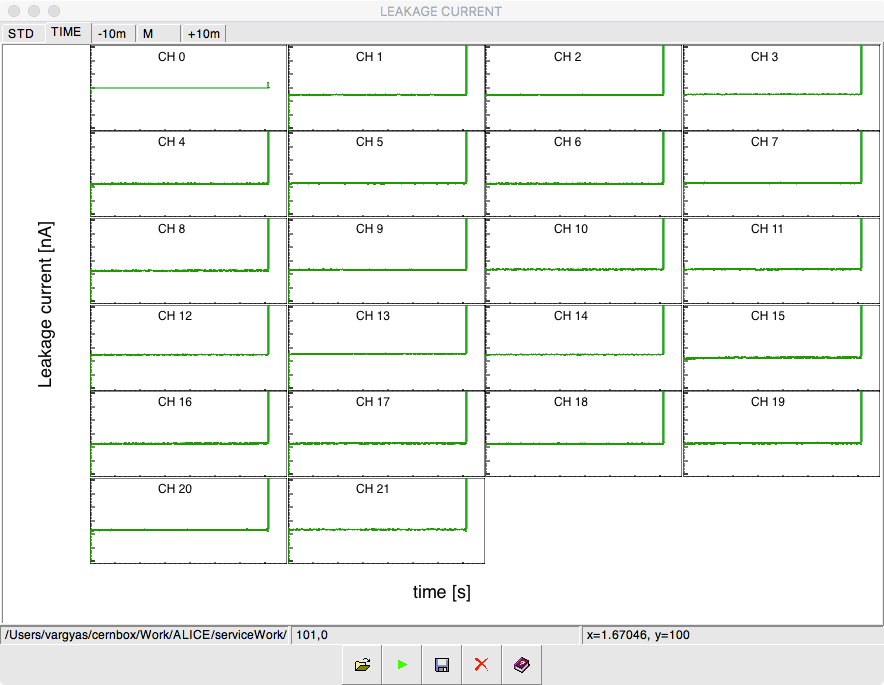 LEAKAGE CURRENT
STD TIME -10m M +10m
CH 0 CH 1 CH 2 CH 3
CH 4 CH 5 CH 6 CH 7
CH 8 CH 9 CH 10 CH 11
CH 12 CH 13 CH 14 CH 15
CH 16 CH 17 CH 18 CH 19
CH 20 CH 21
Leakage current [nA]
time [s]
/Users/vargyas/cernbox/Work/ALICE/serviceWork/ 101,0 x=1.67046, y=100